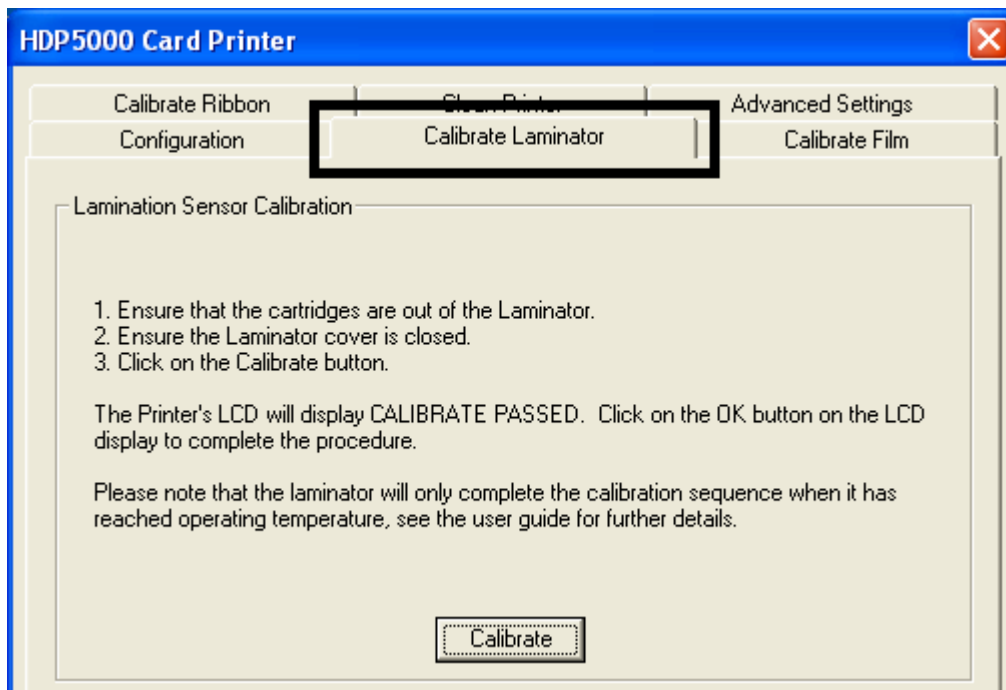 HDP5000 Card Printer
Calibrate Ribbon Clean Printer Advanced Settings
Configuration Calibrate Laminator Calibrate Film
Lamination Sensor Calibration
1. Ensure that the cartridges are out of the Laminator.
2. Ensure the Laminator cover is closed.
3. Click on the Calibrate button.
The Printer's LCD will display CALIBRATE PASSED. Click on the OK button on the LCD
display to complete the procedure.
Please note that the laminator will only complete the calibration sequence when it has
reached operating temperature, see the user guide for further details.
Calibrate